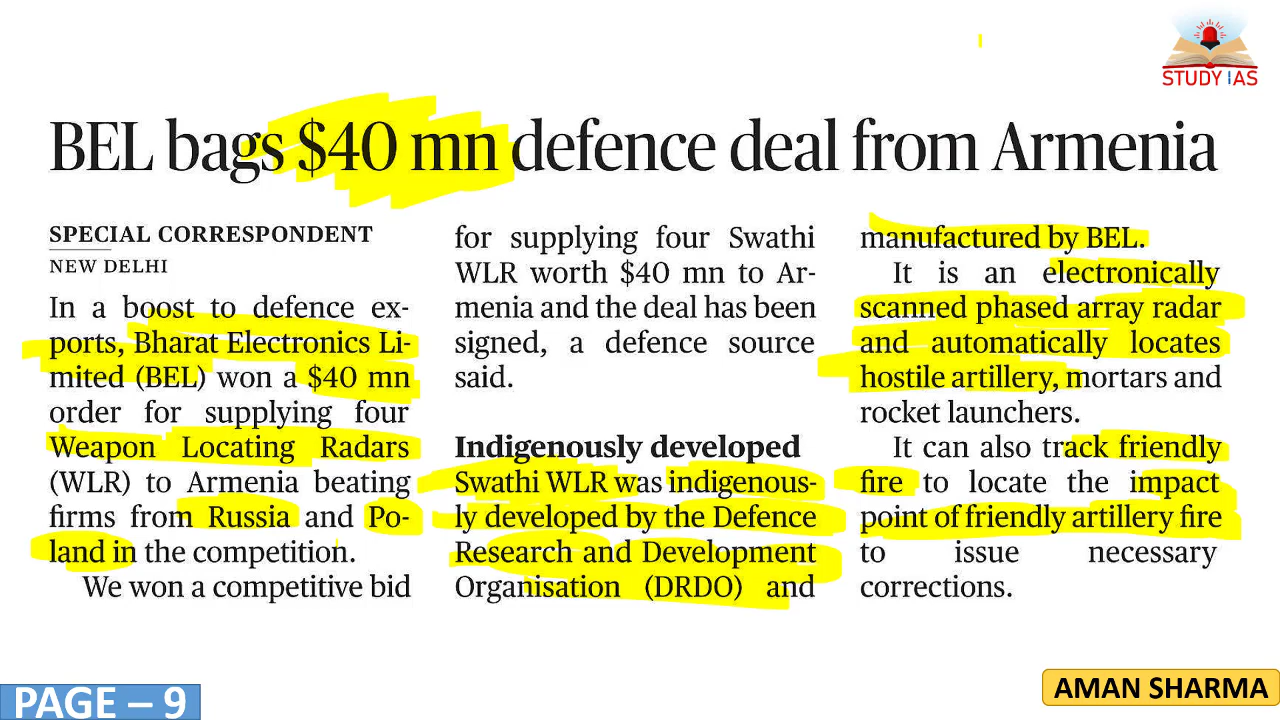 STUDY IAS
BEL bags $40 mn defence deal from Armenia
SPECIAL CORRESPONDENT
NEW DELHI
In a boost to defence ex-
ports, Bharat Electronics Li-
mited (BEL) won a $40 mn
order for supplying four
Weapon Locating Radars
(WLR) to Armenia beating
firms from Russia and Po-
land in the competition.
We won a competitive bid
for supplying four Swathi
WLR worth $40 mn to Ar-
menia and the deal has been
signed, a defence source
said.
Indigenously developed
Swathi WLR was indigenous-
ly developed by the Defence
Research and Development
Organisation (DRDO) and
manufactured by BEL.
It is an electronically
scanned phased array radar
and automatically locates
hostile artillery, mortars and
rocket launchers.
It can also track friendly
fire to locate the impact
point of friendly artillery fire
to issue necessary
corrections.
PAGE – 9
AMAN SHARMA